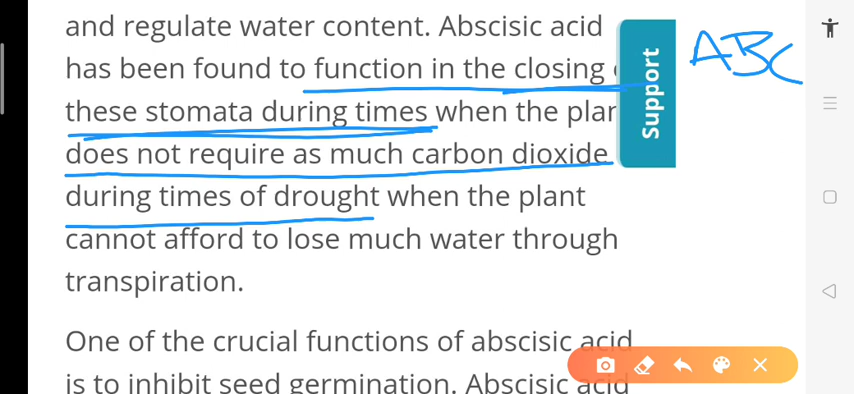 and regulate water content. Abscisic acid
has been found to function in the closing
these stomata during times when the plan
does not require as much carbon dioxide
during times of drought when the plant
cannot afford to lose much water through
transpiration.
One of the crucial functions of abscisic acid
is to inhibit seed germination. Abscisic acid
Support
ABC